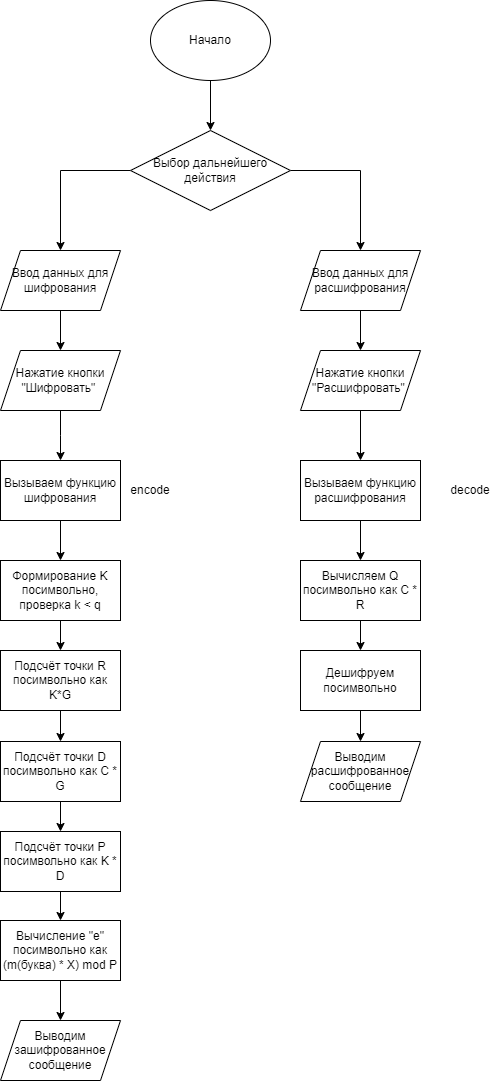 Начало
Выбор дальнейшего
действия
Ввод данных для
шифрования
Ввод данных для
расшифрования
Нажатие кнопки
"Шифровать"
Нажатие кнопки
"Расшифровать"
Вызываем функцию
шифрования
encode
Вызываем функцию
расшифрования
decode
Формирование K
посимвольно,
проверка k < q
Вычисляем Q
посимвольно как C *
R
Подсчёт точки R
посимвольно как
K*G
Дешифруем
посимвольно
Подсчёт точки D
посимвольно как C *
G
Выводим
расшифрованное
сообщение
Подсчёт точки P
посимвольно как K *
D
Вычисление "e"
посимвольно как
(m(буква) * X) mod P
Выводим
зашифрованное
сообщение